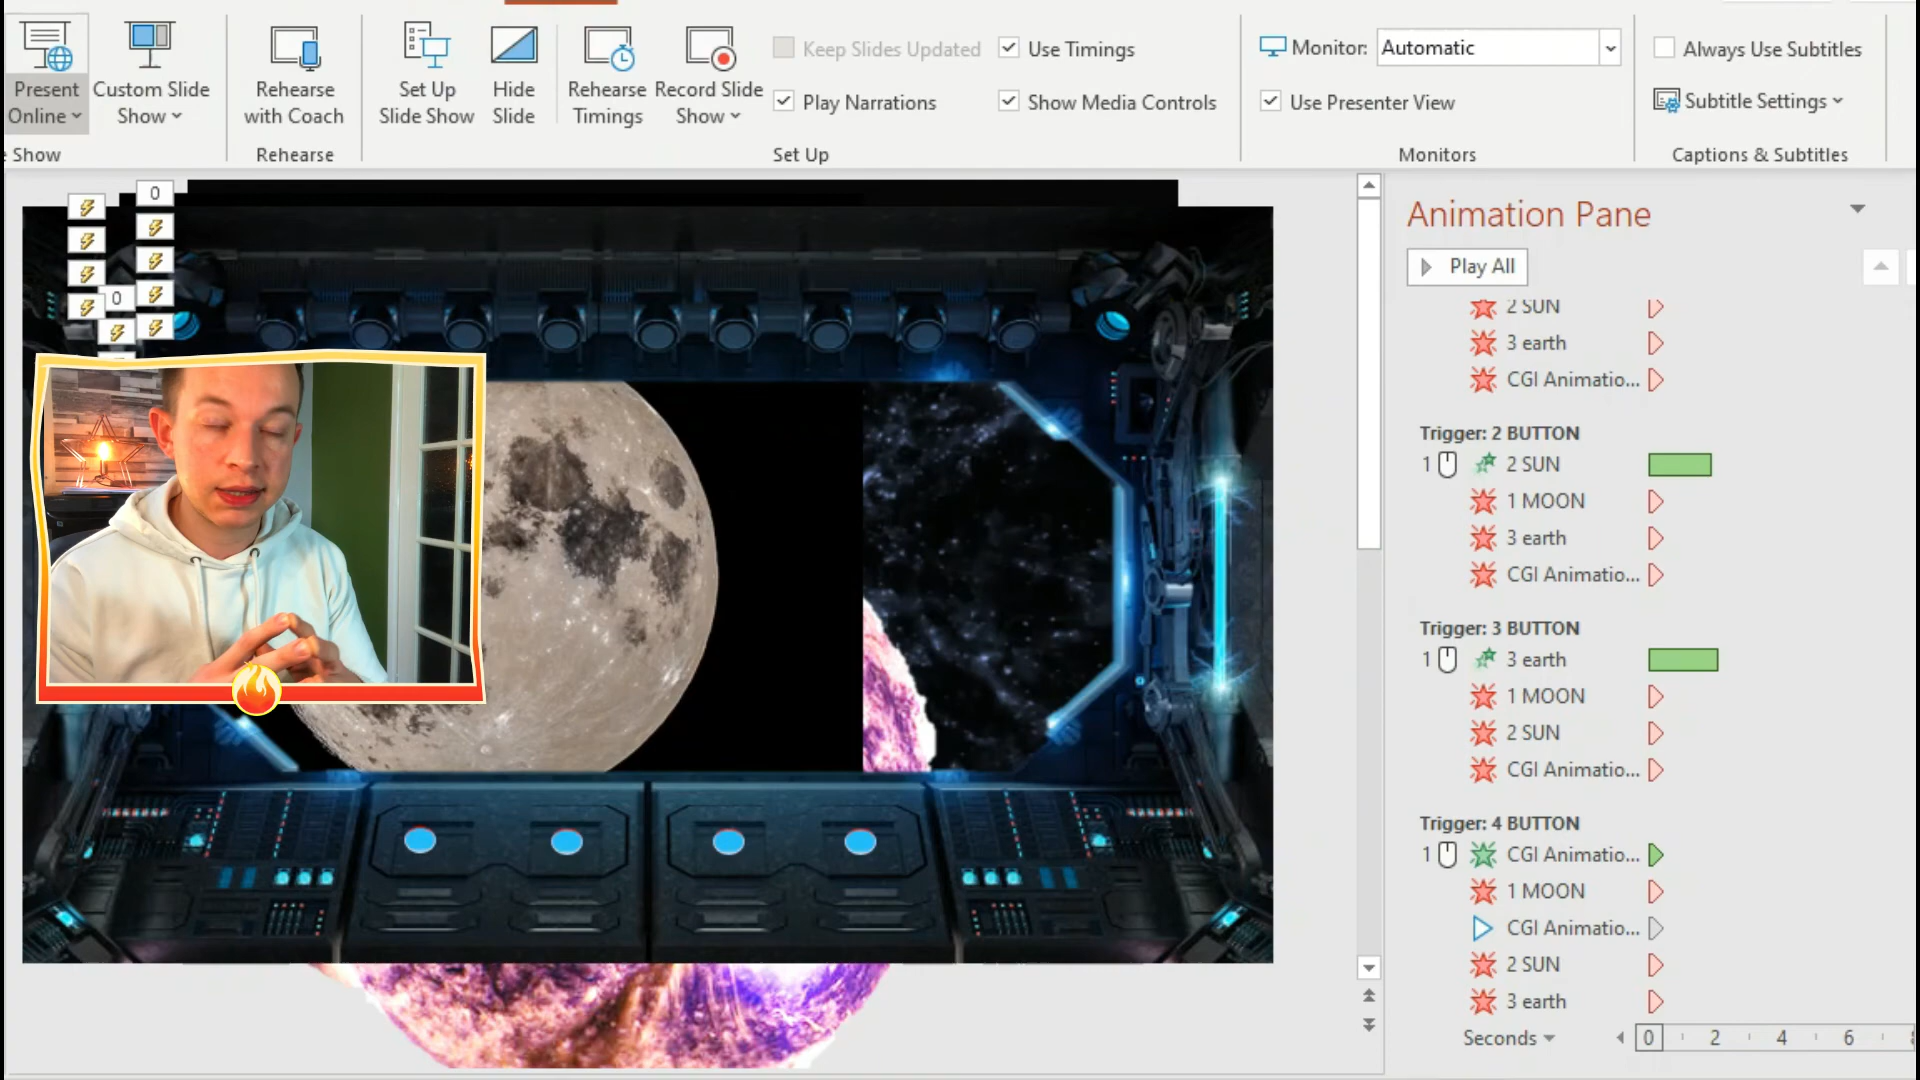 Present Online
Custom Slide Show
Rehearse with Coach
Set Up Slide Show
Hide Slide
Rehearse Timings
Record Slide Show
Keep Slides Updated
Use Timings
Play Narrations
Show Media Controls
Monitor: Automatic
Use Presenter View
Always Use Subtitles
Subtitle Settings
Show
Rehearse
Set Up
Monitors
Captions & Subtitles
0
0
Animation Pane
Play All
2 SUN
3 earth
CGI Animatio...
Trigger: 2 BUTTON
1 2 SUN
1 MOON
3 earth
CGI Animatio...
Trigger: 3 BUTTON
1 3 earth
1 MOON
2 SUN
CGI Animatio...
Trigger: 4 BUTTON
1 CGI Animatio...
1 MOON
CGI Animatio...
2 SUN
3 earth
Seconds 0 2 4 6